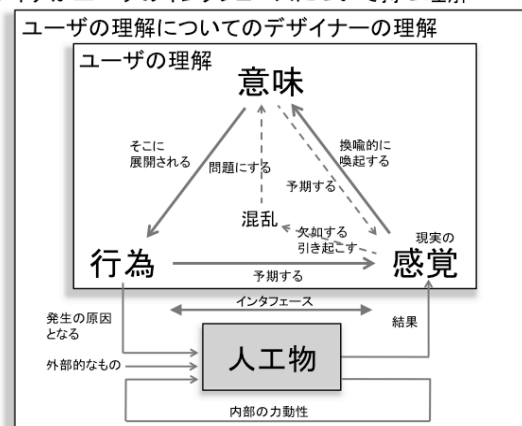 ユーザの理解についてのデザイナーの理解
ユーザの理解
意味
そこに
展開される
問題にする
換喩的に
喚起する
予期する
混乱
欠如する
引き起こす
現実の
行為
予期する
感覚
インタフェース
発生の原因
となる
結果
外部的なもの
人工物
内部の力動性